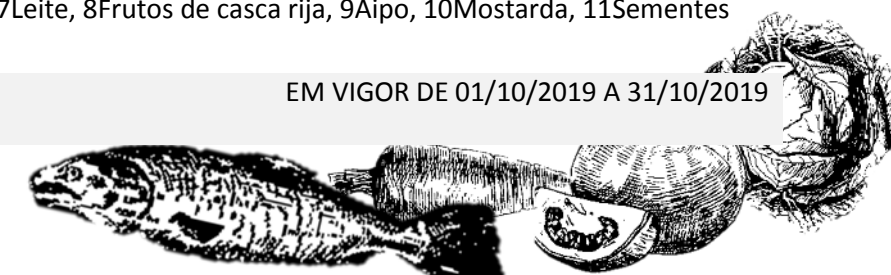 7Leite, 8Frutos de casca rija, 9Aipo, 10Mostarda, 11Sementes
EM VIGOR DE 01/10/2019 A 31/10/2019